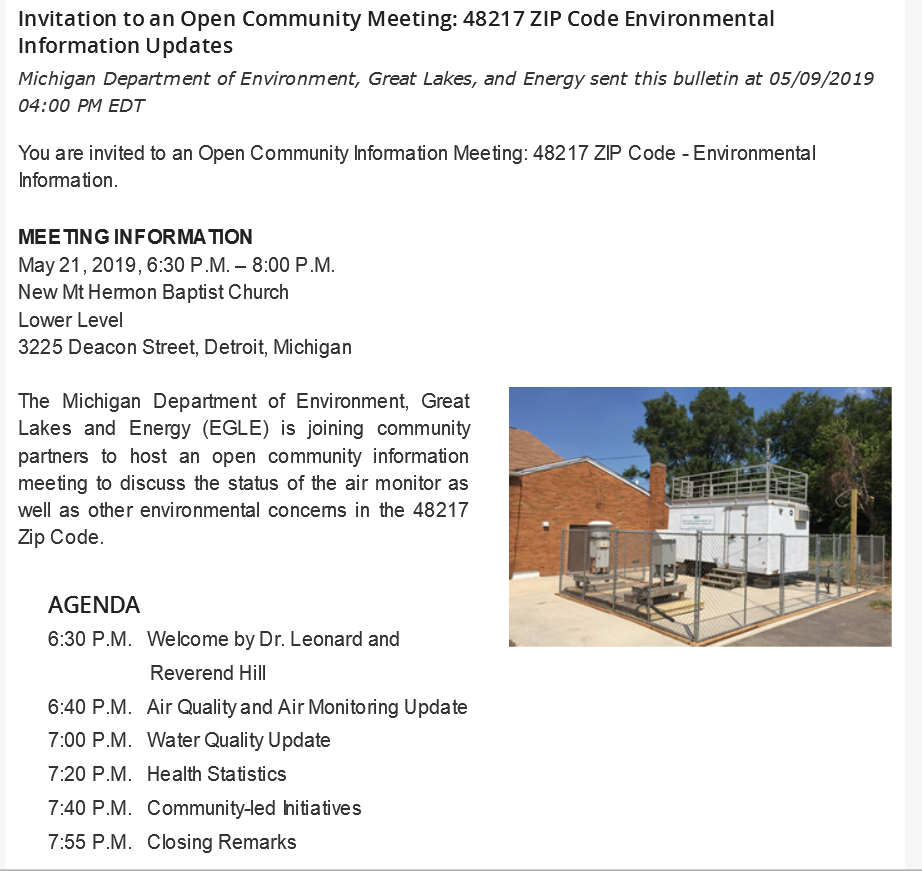 Invitation to an Open Community Meeting: 48217 ZIP Code Environmental
Information Updates
Michigan Department of Environment, Great Lakes, and Energy sent this bulletin at 05/09/2019
04:00 PM EDT
You are invited to an Open Community Information Meeting: 48217 ZIP Code - Environmental
Information.
MEETING INFORMATION
May 21, 2019, 6:30 P.M. – 8:00 P.M.
New Mt Hermon Baptist Church
Lower Level
3225 Deacon Street, Detroit, Michigan
The Michigan Department of Environment, Great
Lakes and Energy (EGLE) is joining community
partners to host an open community information
meeting to discuss the status of the air monitor as
well as other environmental concerns in the 48217
Zip Code.
AGENDA
6:30 P.M. Welcome by Dr. Leonard and
Reverend Hill
6:40 P.M. Air Quality and Air Monitoring Update
7:00 P.M. Water Quality Update
7:20 P.M. Health Statistics
7:40 P.M. Community-led Initiatives
7:55 P.M. Closing Remarks